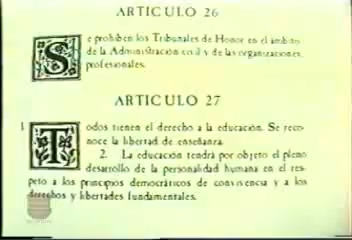 ARTICULO 26
Se prohiben los Tribunales de Honor en el ámbito
de la Administración civil y de las organizaciones
profesionales.
ARTICULO 27
1 Todos tienen el derecho a la educación. Se reco-
noce la libertad de enseñanza.
2. La educación tendrá por objeto el pleno
desarrollo de la personalidad humana en el res-
peto a los principios democráticos de convivencia y a los
derechos y libertades fundamentales.